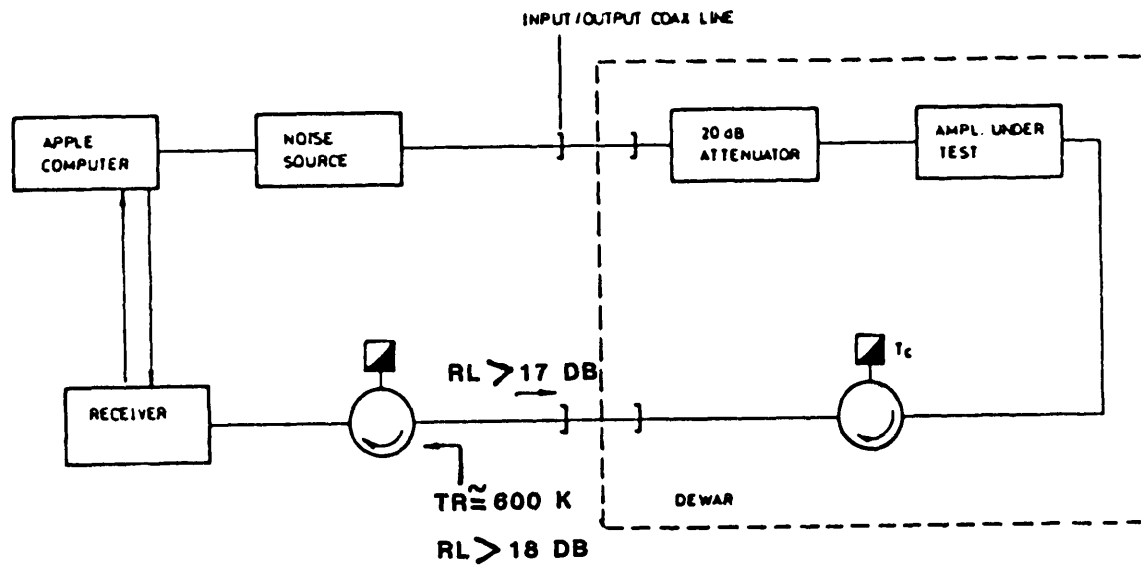 INPUT/OUTPUT COAX LINE
APPLE
COMPUTER
NOISE
SOURCE
20 dB
ATTENUATOR
AMPL. UNDER
TEST
RL > 17 DB
Tc
RECEIVER
TR ≅ 600 K
DEWAR
RL > 18 DB